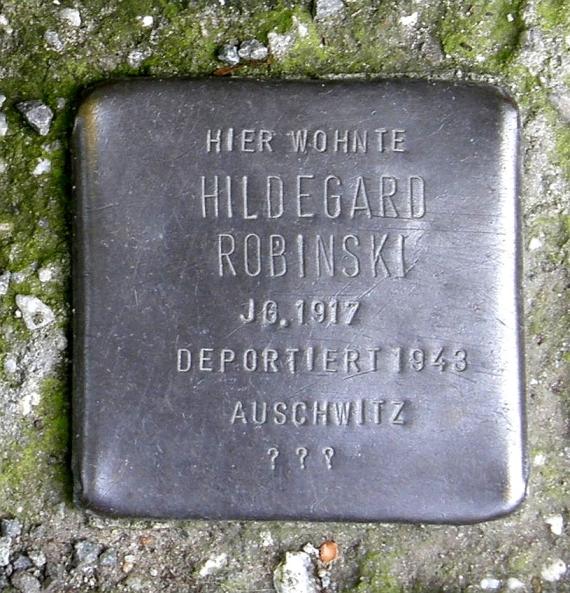 HIER WOHNTE
HILDEGARD
ROBINSKI
JG. 1917
DEPORTIERT 1943
AUSCHWITZ
? ? ?